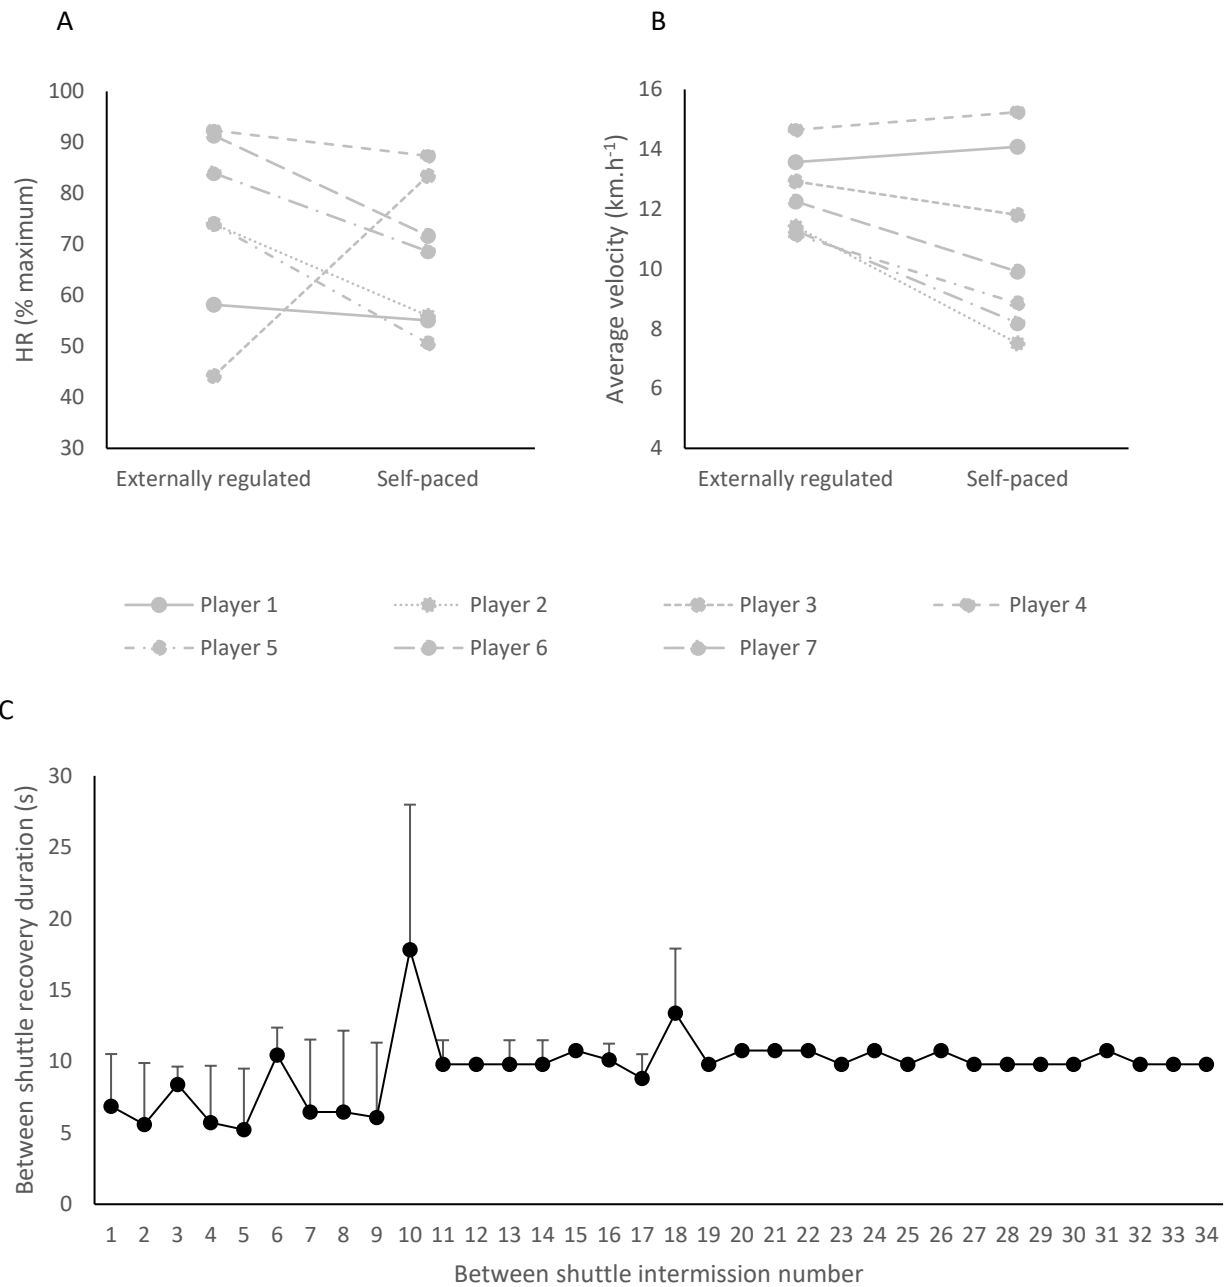 A
B
HR (% maximum)
100
90
80
70
60
50
40
30
Externally regulated Self-paced
Average velocity (km.h-1)
16
14
12
10
8
6
4
Externally regulated Self-paced
Player 1 Player 2 Player 3 Player 4
Player 5 Player 6 Player 7
C
Between shuttle recovery duration (s)
30
25
20
15
10
5
0
1 2 3 4 5 6 7 8 9 10 11 12 13 14 15 16 17 18 19 20 21 22 23 24 25 26 27 28 29 30 31 32 33 34
Between shuttle intermission number